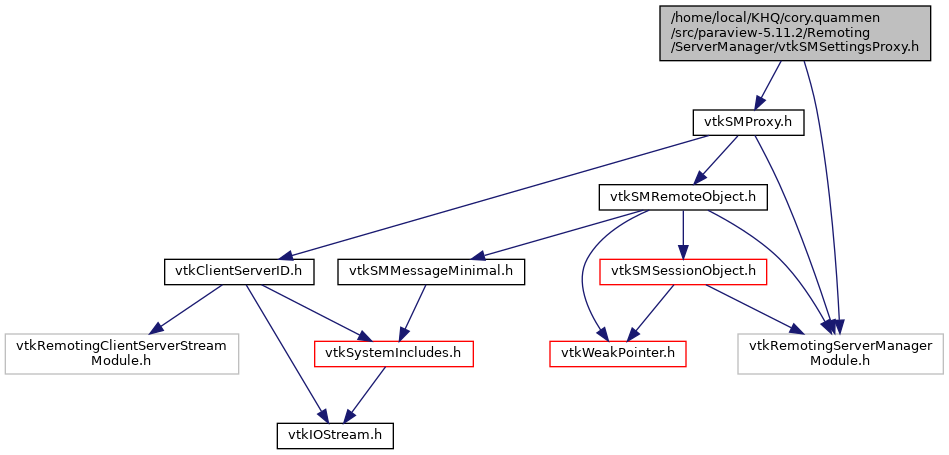 /home/local/KHQ/cory.quammen
/src/paraview-5.11.2/Remoting
/ServerManager/vtkSMSettingsProxy.h
vtkSMProxy.h
vtkSMRemoteObject.h
vtkClientServerID.h
vtkSMMessageMinimal.h
vtkSMSessionObject.h
vtkRemotingClientServerStream
Module.h
vtkSystemIncludes.h
vtkWeakPointer.h
vtkRemotingServerManager
Module.h
vtkIOStream.h